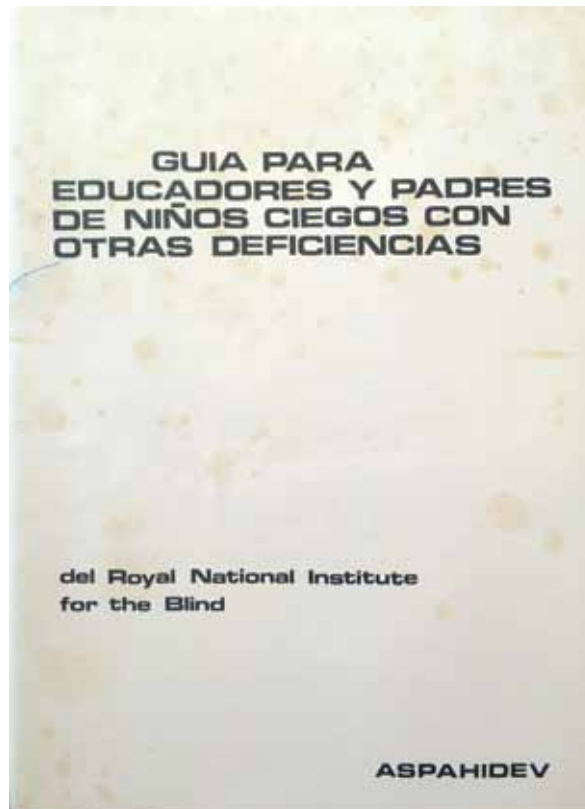 GUIA PARA
EDUCADORES Y PADRES
DE NIÑOS CIEGOS CON
OTRAS DEFICIENCIAS
del Royal National Institute
for the Blind
ASPAHIDEV